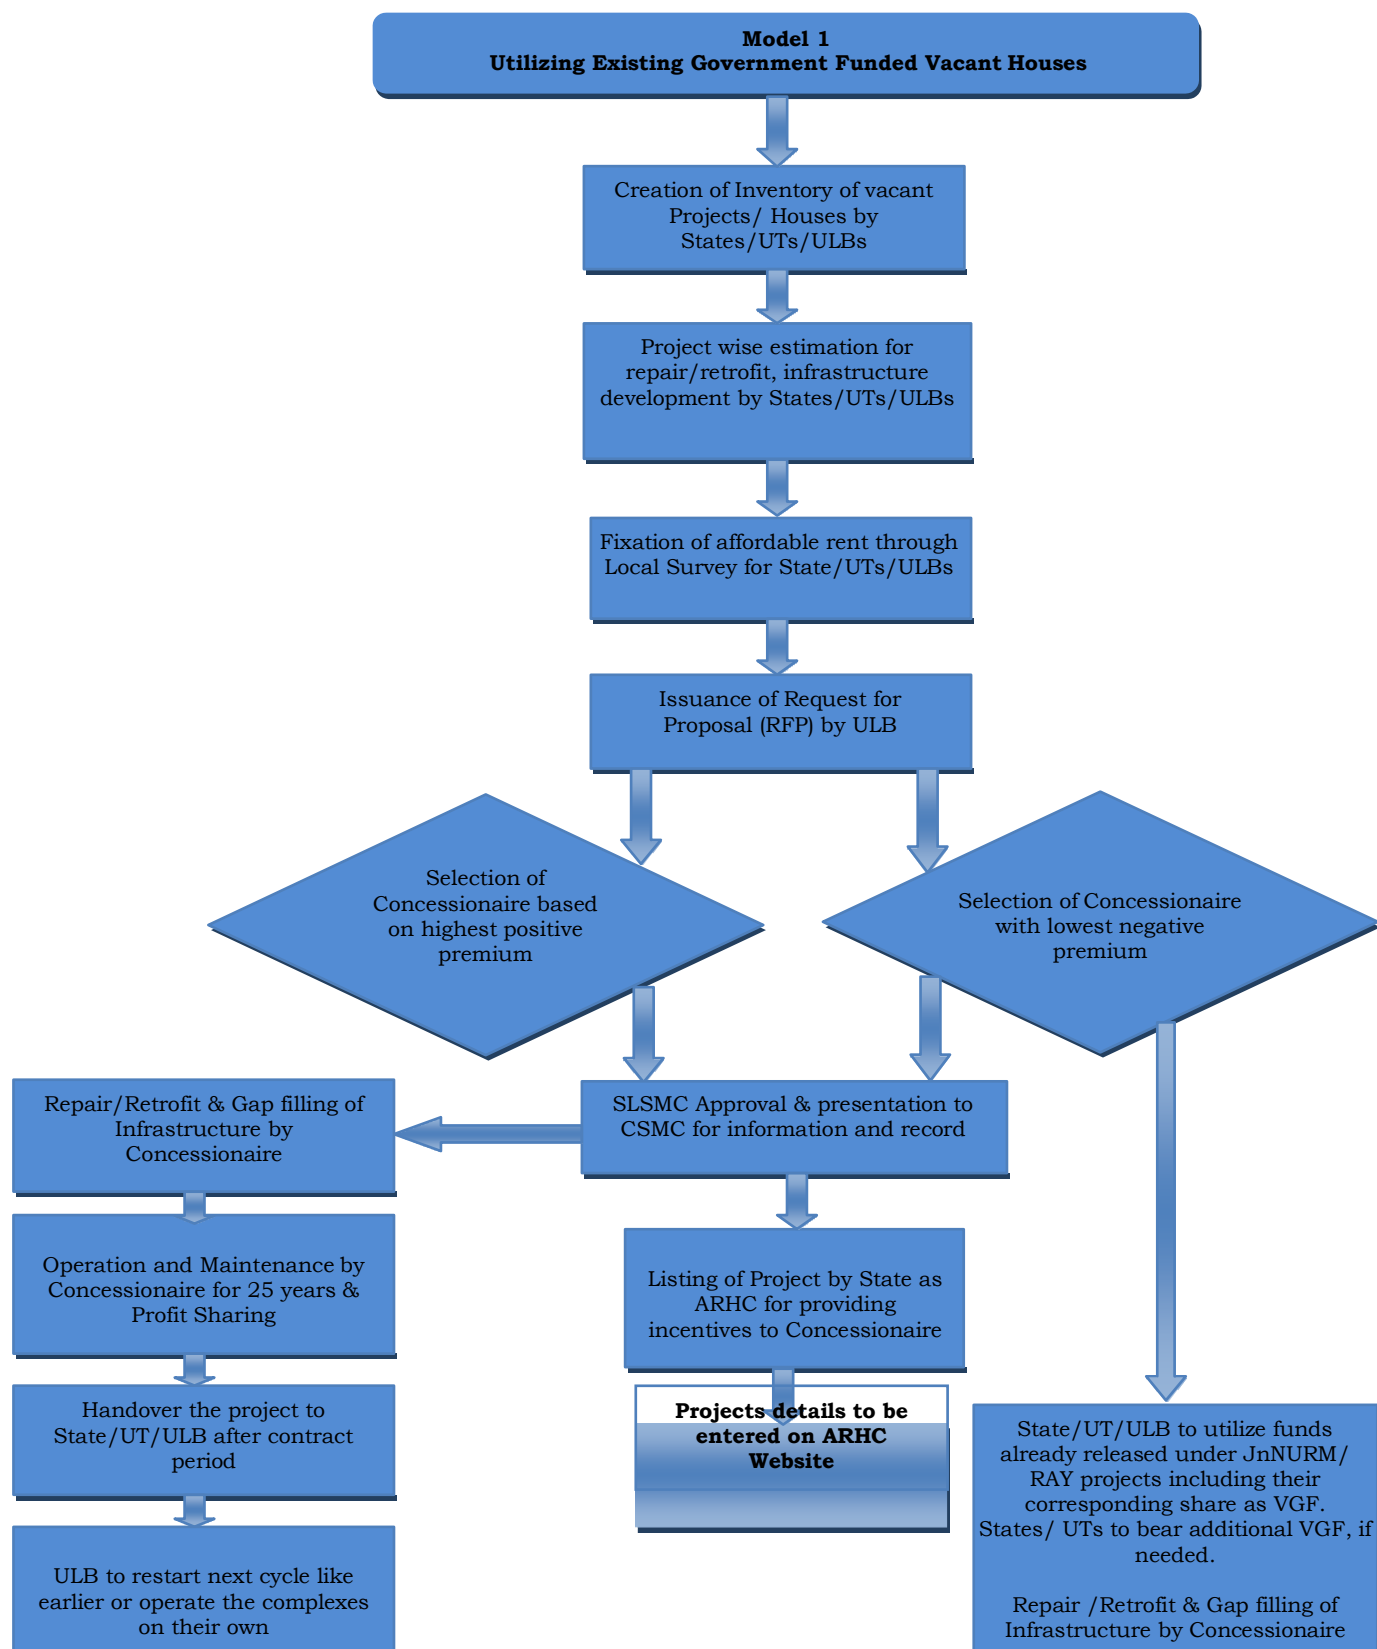 Model 1
Utilizing Existing Government Funded Vacant Houses
Creation of Inventory of vacant
Projects/ Houses by
States/UTs/ULBs
Project wise estimation for
repair/retrofit, infrastructure
development by States/UTs/ULBs
Fixation of affordable rent through
Local Survey for State/UTs/ULBs
Issuance of Request for
Proposal (RFP) by ULB
Selection of
Concessionaire based
on highest positive
premium
Selection of Concessionaire
with lowest negative
premium
SLSMC Approval & presentation to
CSMC for information and record
Repair/Retrofit & Gap filling of
Infrastructure by
Concessionaire
Operation and Maintenance by
Concessionaire for 25 years &
Profit Sharing
Handover the project to
State/UT/ULB after contract
period
ULB to restart next cycle like
earlier or operate the complexes
on their own
Listing of Project by State as
ARHC for providing
incentives to Concessionaire
Projects details to be
entered on ARHC
Website
State/UT/ULB to utilize funds
already released under JnNURM/
RAY projects including their
corresponding share as VGF.
States/ UTs to bear additional VGF, if
needed.
Repair /Retrofit & Gap filling of
Infrastructure by Concessionaire